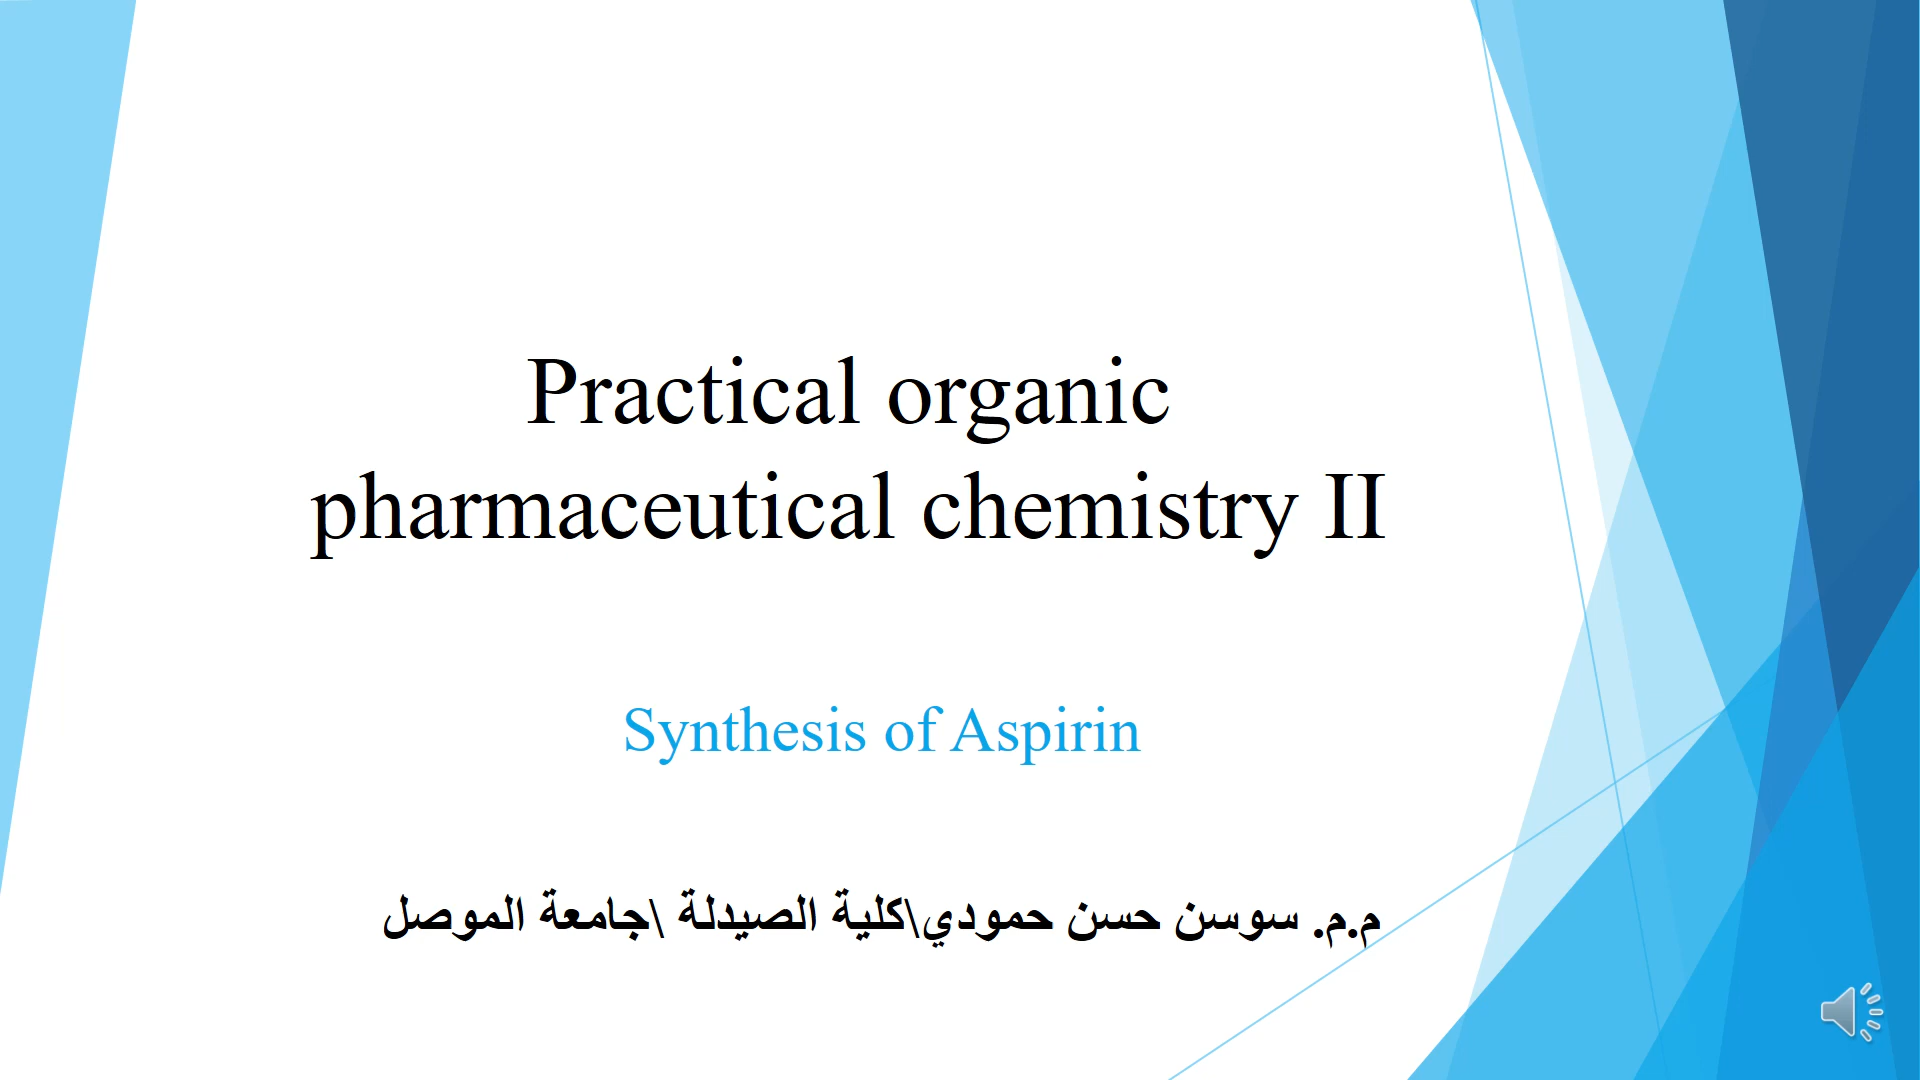 Practical organic
pharmaceutical chemistry II
Synthesis of Aspirin
م.م. سوسن حسن حمودي\كلية الصيدلة \جامعة الموصل